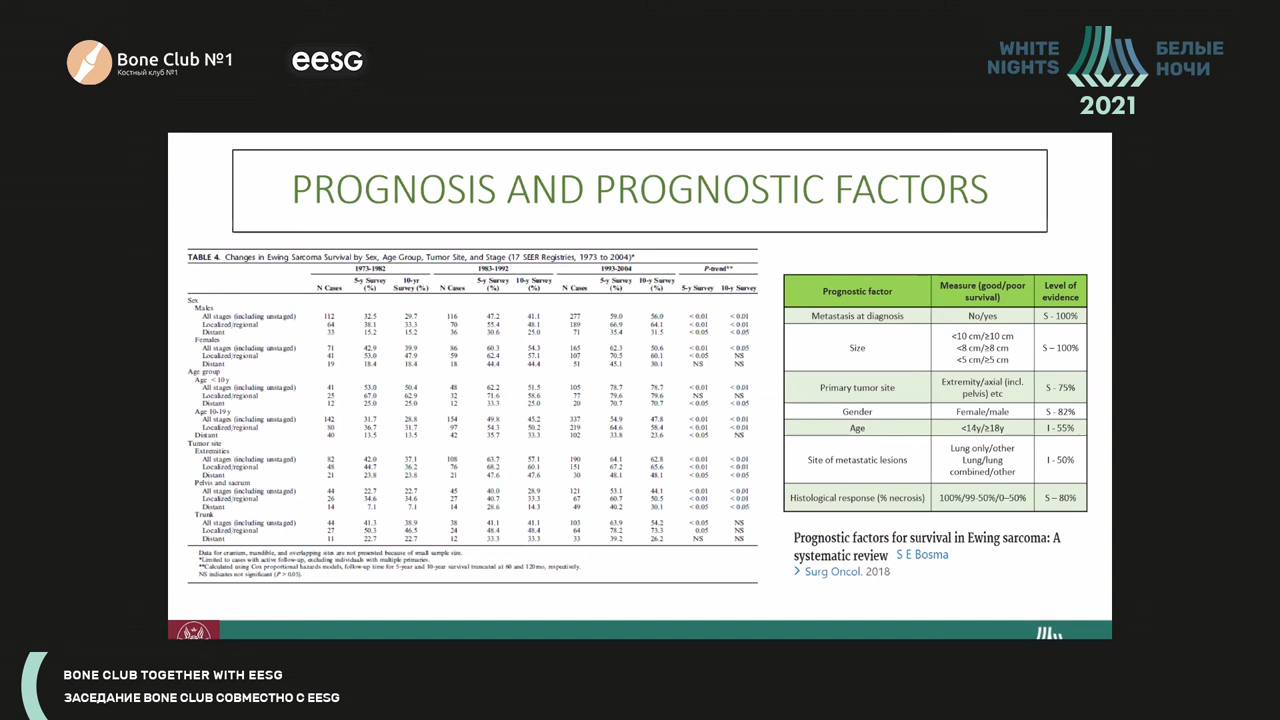 Bone Club №1
Костный клуб №1
eesg
WHITE NIGHTS
БЕЛЫЕ НОЧИ
2021
PROGNOSIS AND PROGNOSTIC FACTORS
TABLE 4. Changes in Ewing Sarcoma Survival by Sex, Age Group, Tumor Site, and Stage (17 SEER Registries, 1973 to 2004)*
1973-1982 1983-1992 1993-2004 P-trend**
N Cases 5-y Survey (%) 10-yr Survey (%) N Cases 5-y Survey (%) 10-y Survey (%) N Cases 5-y Survey (%) 10-y Survey (%) 5-y Survey 10-y Survey
Sex
Males
All stages (including unstaged) 112 32.5 29.7 116 47.2 41.1 277 59.0 56.0 < 0.01 < 0.01
Localized/regional 64 38.1 33.3 70 55.4 48.1 189 66.9 64.1 < 0.01 < 0.01
Distant 33 15.2 15.2 36 30.6 25.0 71 35.4 31.5 < 0.05 < 0.05
Females
All stages (including unstaged) 71 42.9 39.9 86 60.3 54.3 165 62.3 50.6 < 0.01 < 0.05
Localized/regional 41 53.0 47.9 59 62.4 57.1 107 70.5 60.1 < 0.05 NS
Distant 19 18.4 18.4 18 44.4 44.4 51 45.1 30.1 NS NS
Age group
Age < 10 y
All stages (including unstaged) 41 53.0 50.4 48 62.2 51.5 105 78.7 78.7 < 0.01 < 0.01
Localized/regional 25 67.0 62.9 32 71.6 58.6 77 79.6 79.6 NS NS
Distant 12 25.0 25.0 12 33.3 25.0 20 70.7 70.7 < 0.05 < 0.05
Age 10-19 y
All stages (including unstaged) 142 31.7 28.8 154 49.8 45.2 337 54.9 47.8 < 0.01 < 0.01
Localized/regional 80 36.7 31.7 97 54.3 50.2 219 64.6 58.4 < 0.01 < 0.01
Distant 40 13.5 13.5 42 35.7 33.3 102 33.8 23.6 < 0.05 NS
Tumor site
Extremities
All stages (including unstaged) 82 42.0 37.1 108 63.7 57.1 190 64.1 62.8 < 0.01 < 0.01
Localized/regional 48 44.7 36.2 76 68.2 60.1 151 67.2 65.6 < 0.01 < 0.01
Distant 21 23.8 23.8 21 47.6 47.6 30 48.1 48.1 < 0.05 < 0.05
Pelvis and sacrum
All stages (including unstaged) 44 22.7 22.7 45 40.0 28.9 121 53.1 44.1 < 0.01 < 0.01
Localized/regional 26 34.6 34.6 27 40.7 33.3 67 60.7 50.5 < 0.01 < 0.05
Distant 14 7.1 7.1 14 28.6 14.3 49 40.2 30.1 < 0.05 < 0.05
Trunk
All stages (including unstaged) 44 41.3 38.9 38 41.1 41.1 103 63.9 54.2 < 0.05 NS
Localized/regional 27 50.3 46.5 24 48.4 48.4 64 78.2 73.3 0.05 NS
Distant 11 22.7 22.7 12 33.3 33.3 33 39.2 26.2 NS NS
Data for cranium, mandible, and overlapping sites are not presented because of small sample size.
*Limited to cases with active follow-up, excluding individuals with multiple primaries.
**Calculated using Cox proportional hazards models, follow-up time for 5-year and 10-year survival truncated at 60 and 120 mo, respectively.
NS indicates not significant (P > 0.05).
Prognostic factor Measure (good/poor survival) Level of evidence
Metastasis at diagnosis No/yes S - 100%
Size <10 cm/≥10 cm <8 cm/≥8 cm <5 cm/≥5 cm S – 100%
Primary tumor site Extremity/axial (incl. pelvis) etc S - 75%
Gender Female/male S - 82%
Age <14y/≥18y I - 55%
Site of metastatic lesions Lung only/other Lung/lung combined/other I - 50%
Histological response (% necrosis) 100%/99-50%/0–50% S – 80%
Prognostic factors for survival in Ewing sarcoma: A
systematic review S E Bosma
> Surg Oncol. 2018
BONE CLUB TOGETHER WITH EESG
ЗАСЕДАНИЕ BONE CLUB СОВМЕСТНО С EESG